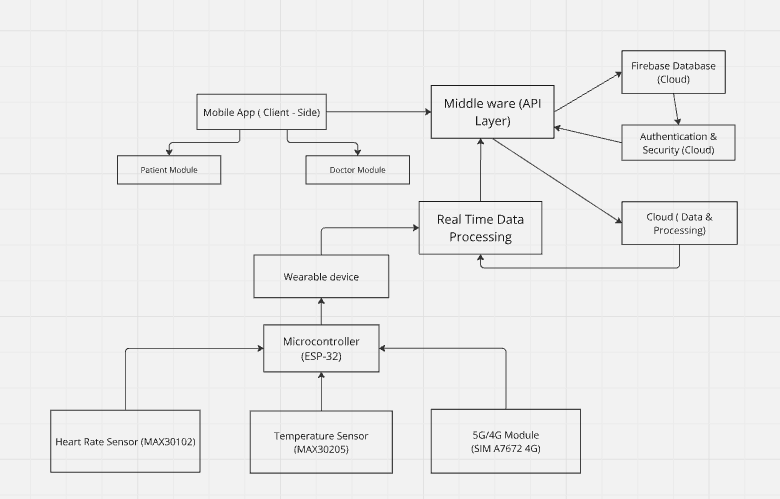 Firebase Database
(Cloud)
Mobile App ( Client - Side)
Middle ware (API
Layer)
Authentication &
Security (Cloud)
Patient Module
Doctor Module
Real Time Data
Processing
Cloud ( Data &
Processing)
Wearable device
Microcontroller
(ESP-32)
Heart Rate Sensor (MAX30102)
Temperature Sensor
(MAX30205)
5G/4G Module
(SIM A7672 4G)